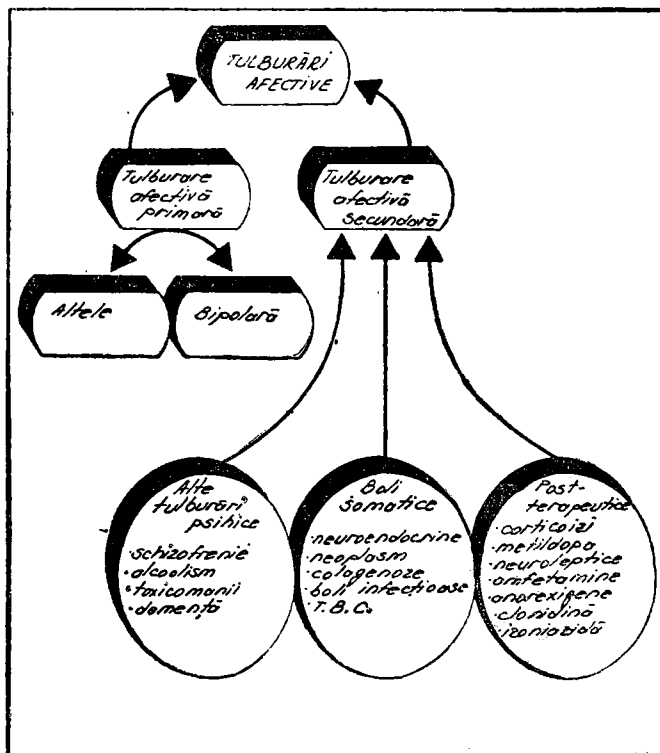 TULBURĂRI
AFECTIVE
Tulburare
afectivă
primară
Tulburare
afectivă
secundară
Altele
Bipolară
Alte
tulburări
psihice
•schizofrenie
•alcoolism
•toxicomanii
•demență
Boli
somatice
•neuroendocrine
•neoplasm
•colagenoze
•boli infecțioase
•T.B.C.
Post-
terapeutice
•corticoizi
•metildopa
•neuroleptice
•amfetamine
•anorexigene
•clonidină
•izoniazidă